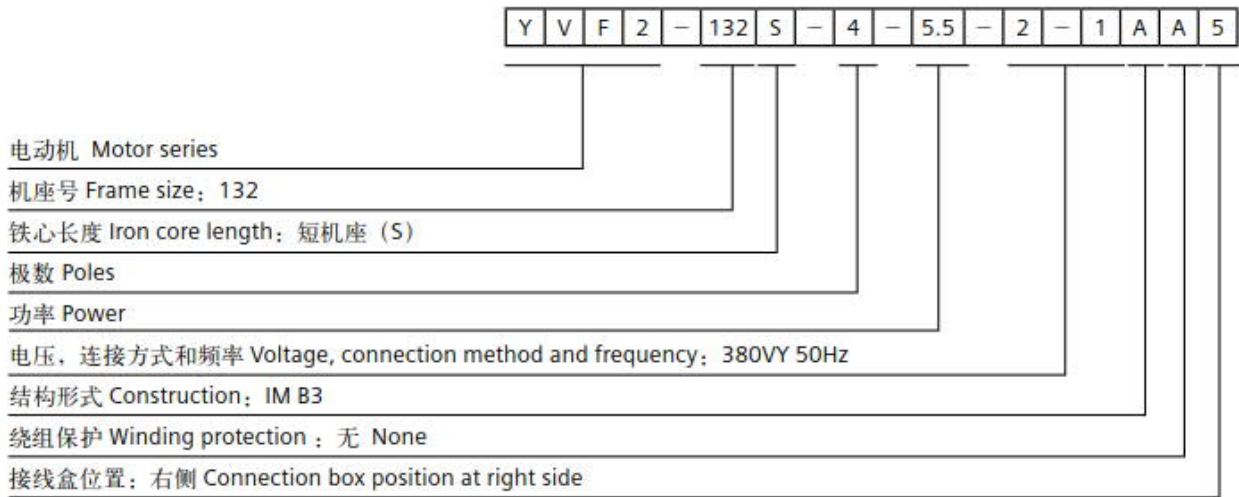 Y V F 2 – 132 S – 4 – 5.5 – 2 – 1 A A 5
电动机 Motor series
机座号 Frame size：132
铁心长度 Iron core length：短机座（S）
极数 Poles
功率 Power
电压，连接方式和频率 Voltage, connection method and frequency：380VY 50Hz
结构形式 Construction：IM B3
绕组保护 Winding protection ：无 None
接线盒位置：右侧 Connection box position at right side